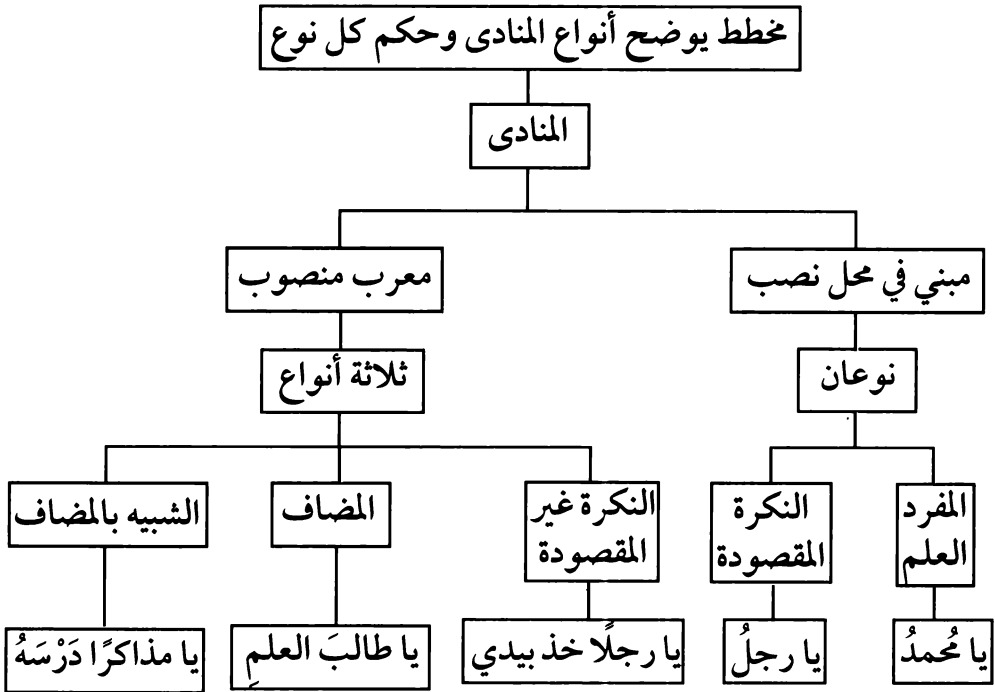 مخطط يوضح أنواع المنادى وحكم كل نوع
المنادى
مبني في محل نصب
معرب منصوب
نوعان
ثلاثة أنواع
المفرد
العلم
النكرة
المقصودة
النكرة غير
المقصودة
المضاف
الشبيه بالمضاف
يا مُحمدُ
يا رجلُ
يا رجلًا خذ بيدي
يا طالبَ العلمِ
يا مذاكرًا دَرْسَهُ